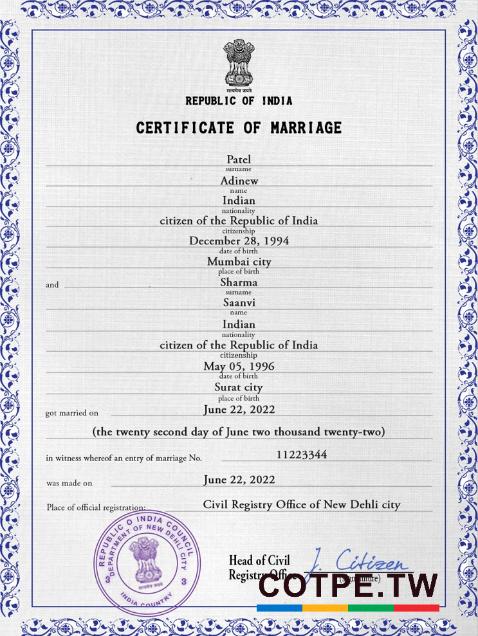 सत्यमेव जयते
REPUBLIC OF INDIA
CERTIFICATE OF MARRIAGE
Patel
surname
Adinew
name
Indian
nationality
citizen of the Republic of India
citizenship
December 28, 1994
date of birth
Mumbai city
place of birth
and Sharma
surname
Saanvi
name
Indian
nationality
citizen of the Republic of India
citizenship
May 05, 1996
date of birth
Surat city
place of birth
got married on June 22, 2022
(the twenty second day of June two thousand twenty-two)
in witness whereof an entry of marriage No. 11223344
was made on June 22, 2022
Place of official registration: Civil Registry Office of New Dehli city
REPUBLIC O INDIA COUNCIL
DEPARTMENT OF NEW DEHLI CITY
3 3
INDIA COUNTRY
Head of Civil
Registry Office
J. Citizen
COTPE.TW